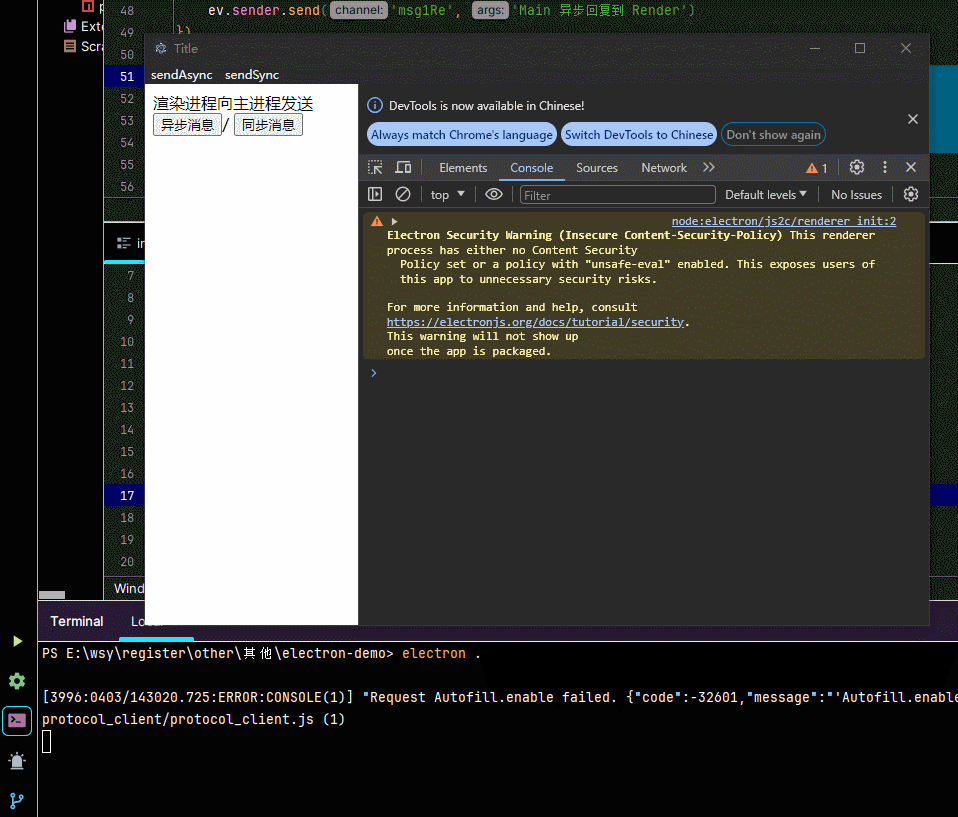 48 ev.sender.send( channel: 'msg1Re', args: 'Main 异步回复到 Render')
49 })
Exte
Scra
50
51
52
53
54
55
56
Title
sendAsync sendSync
渲染进程向主进程发送
异步消息 / 同步消息
DevTools is now available in Chinese!
Always match Chrome's language Switch DevTools to Chinese Don't show again
Elements Console Sources Network 1
top Filter Default levels No Issues
node:electron/js2c/renderer_init:2
Electron Security Warning (Insecure Content-Security-Policy) This renderer
process has either no Content Security
Policy set or a policy with "unsafe-eval" enabled. This exposes users of
this app to unnecessary security risks.
For more information and help, consult
https://electronjs.org/docs/tutorial/security.
This warning will not show up
once the app is packaged.
in
7
8
9
10
11
12
13
14
15
16
17
18
19
20
Wind
Terminal Loc
PS E:\wsy\register\other\其他\electron-demo> electron .
[3996:0403/143020.725:ERROR:CONSOLE(1)] "Request Autofill.enable failed. {"code":-32601,"message":"'Autofill.enable
protocol_client/protocol_client.js (1)